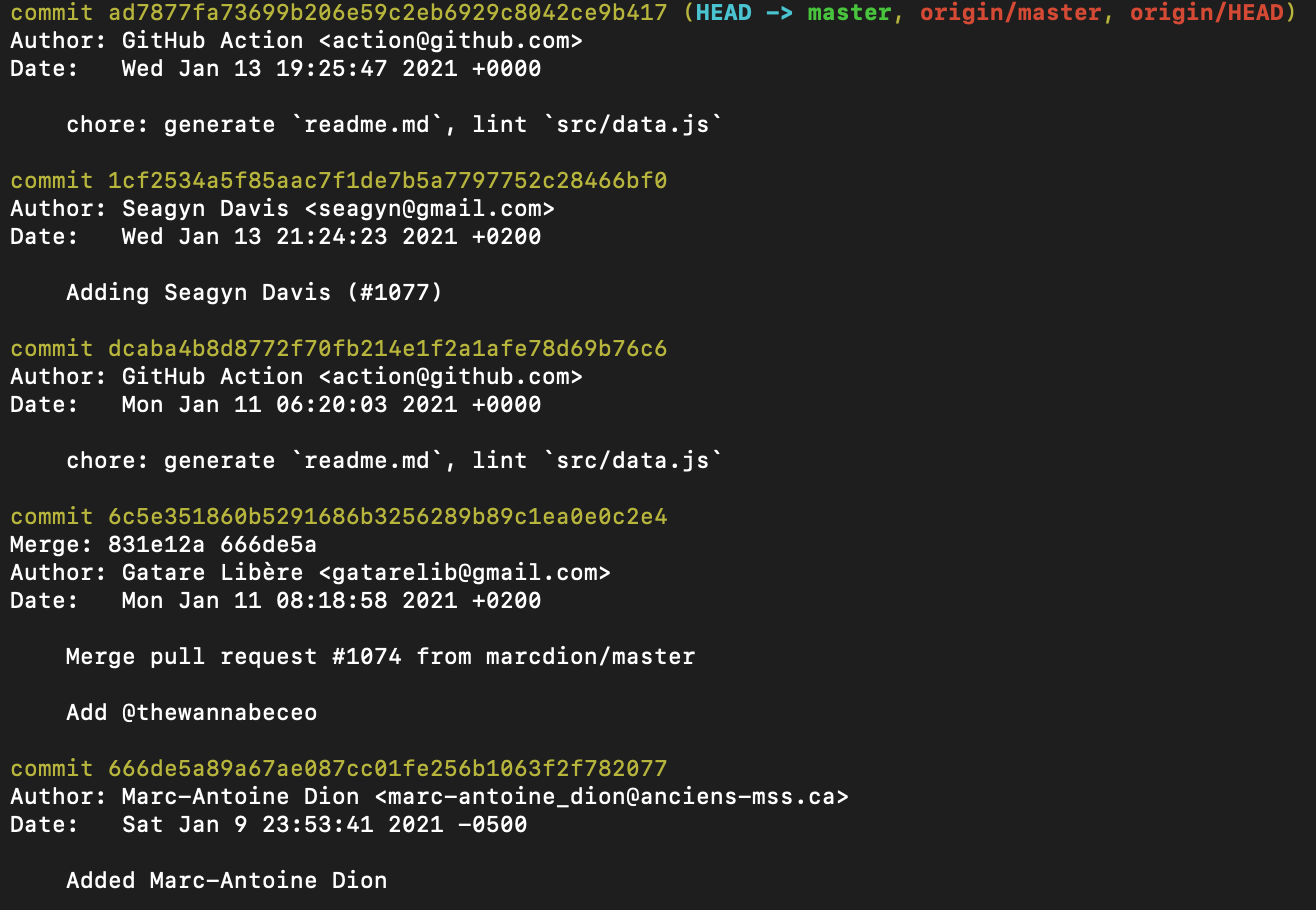 commit ad7877fa73699b206e59c2eb6929c8042ce9b417 (HEAD -> master, origin/master, origin/HEAD)
Author: GitHub Action <action@github.com>
Date:   Wed Jan 13 19:25:47 2021 +0000
chore: generate `readme.md`, lint `src/data.js`
commit 1cf2534a5f85aac7f1de7b5a7797752c28466bf0
Author: Seagyn Davis <seagyn@gmail.com>
Date:   Wed Jan 13 21:24:23 2021 +0200
Adding Seagyn Davis (#1077)
commit dcaba4b8d8772f70fb214e1f2a1afe78d69b76c6
Author: GitHub Action <action@github.com>
Date:   Mon Jan 11 06:20:03 2021 +0000
chore: generate `readme.md`, lint `src/data.js`
commit 6c5e351860b5291686b3256289b89c1ea0e0c2e4
Merge: 831e12a 666de5a
Author: Gatare Libère <gatarelib@gmail.com>
Date:   Mon Jan 11 08:18:58 2021 +0200
Merge pull request #1074 from marcdion/master
Add @thewannabeceo
commit 666de5a89a67ae087cc01fe256b1063f2f782077
Author: Marc-Antoine Dion <marc-antoine_dion@anciens-mss.ca>
Date:   Sat Jan 9 23:53:41 2021 -0500
Added Marc-Antoine Dion